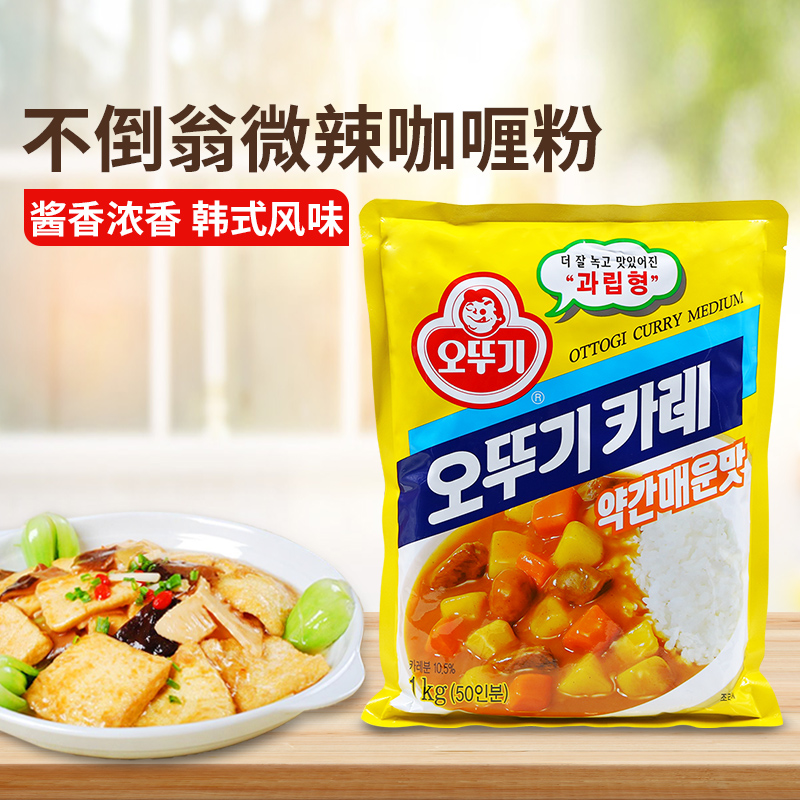 不倒翁微辣咖喱粉
酱香浓香 韩式风味
더 잘 녹고 맛있어진
“과립형”
OTTOGI CURRY MEDIUM
오뚜기
®
오뚜기 카레
약간매운맛
카레분 10.5%
1kg (50인분)